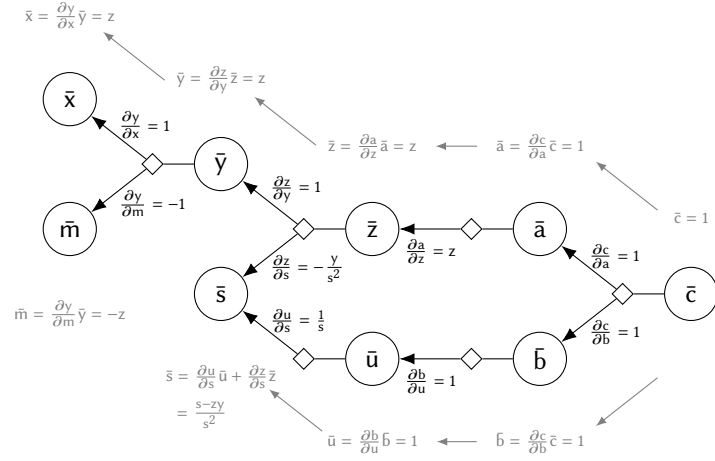 x̄ = ∂y/∂x ȳ = z
ȳ = ∂z/∂y z̄ = z
x̄
∂y/∂x = 1
z̄ = ∂a/∂z ā = z
ā = ∂c/∂a c̄ = 1
ȳ
∂z/∂y = 1
∂y/∂m = −1
c̄ = 1
m̄
z̄
∂a/∂z = z
ā
∂c/∂a = 1
∂z/∂s = − y/s²
s̄
c̄
m̄ = ∂y/∂m ȳ = −z
∂u/∂s = 1/s
∂c/∂b = 1
ū
∂b/∂u = 1
b̄
s̄ = ∂u/∂s ū + ∂z/∂s z̄
= s−zy/s²
ū = ∂b/∂u b̄ = 1
b̄ = ∂c/∂b c̄ = 1